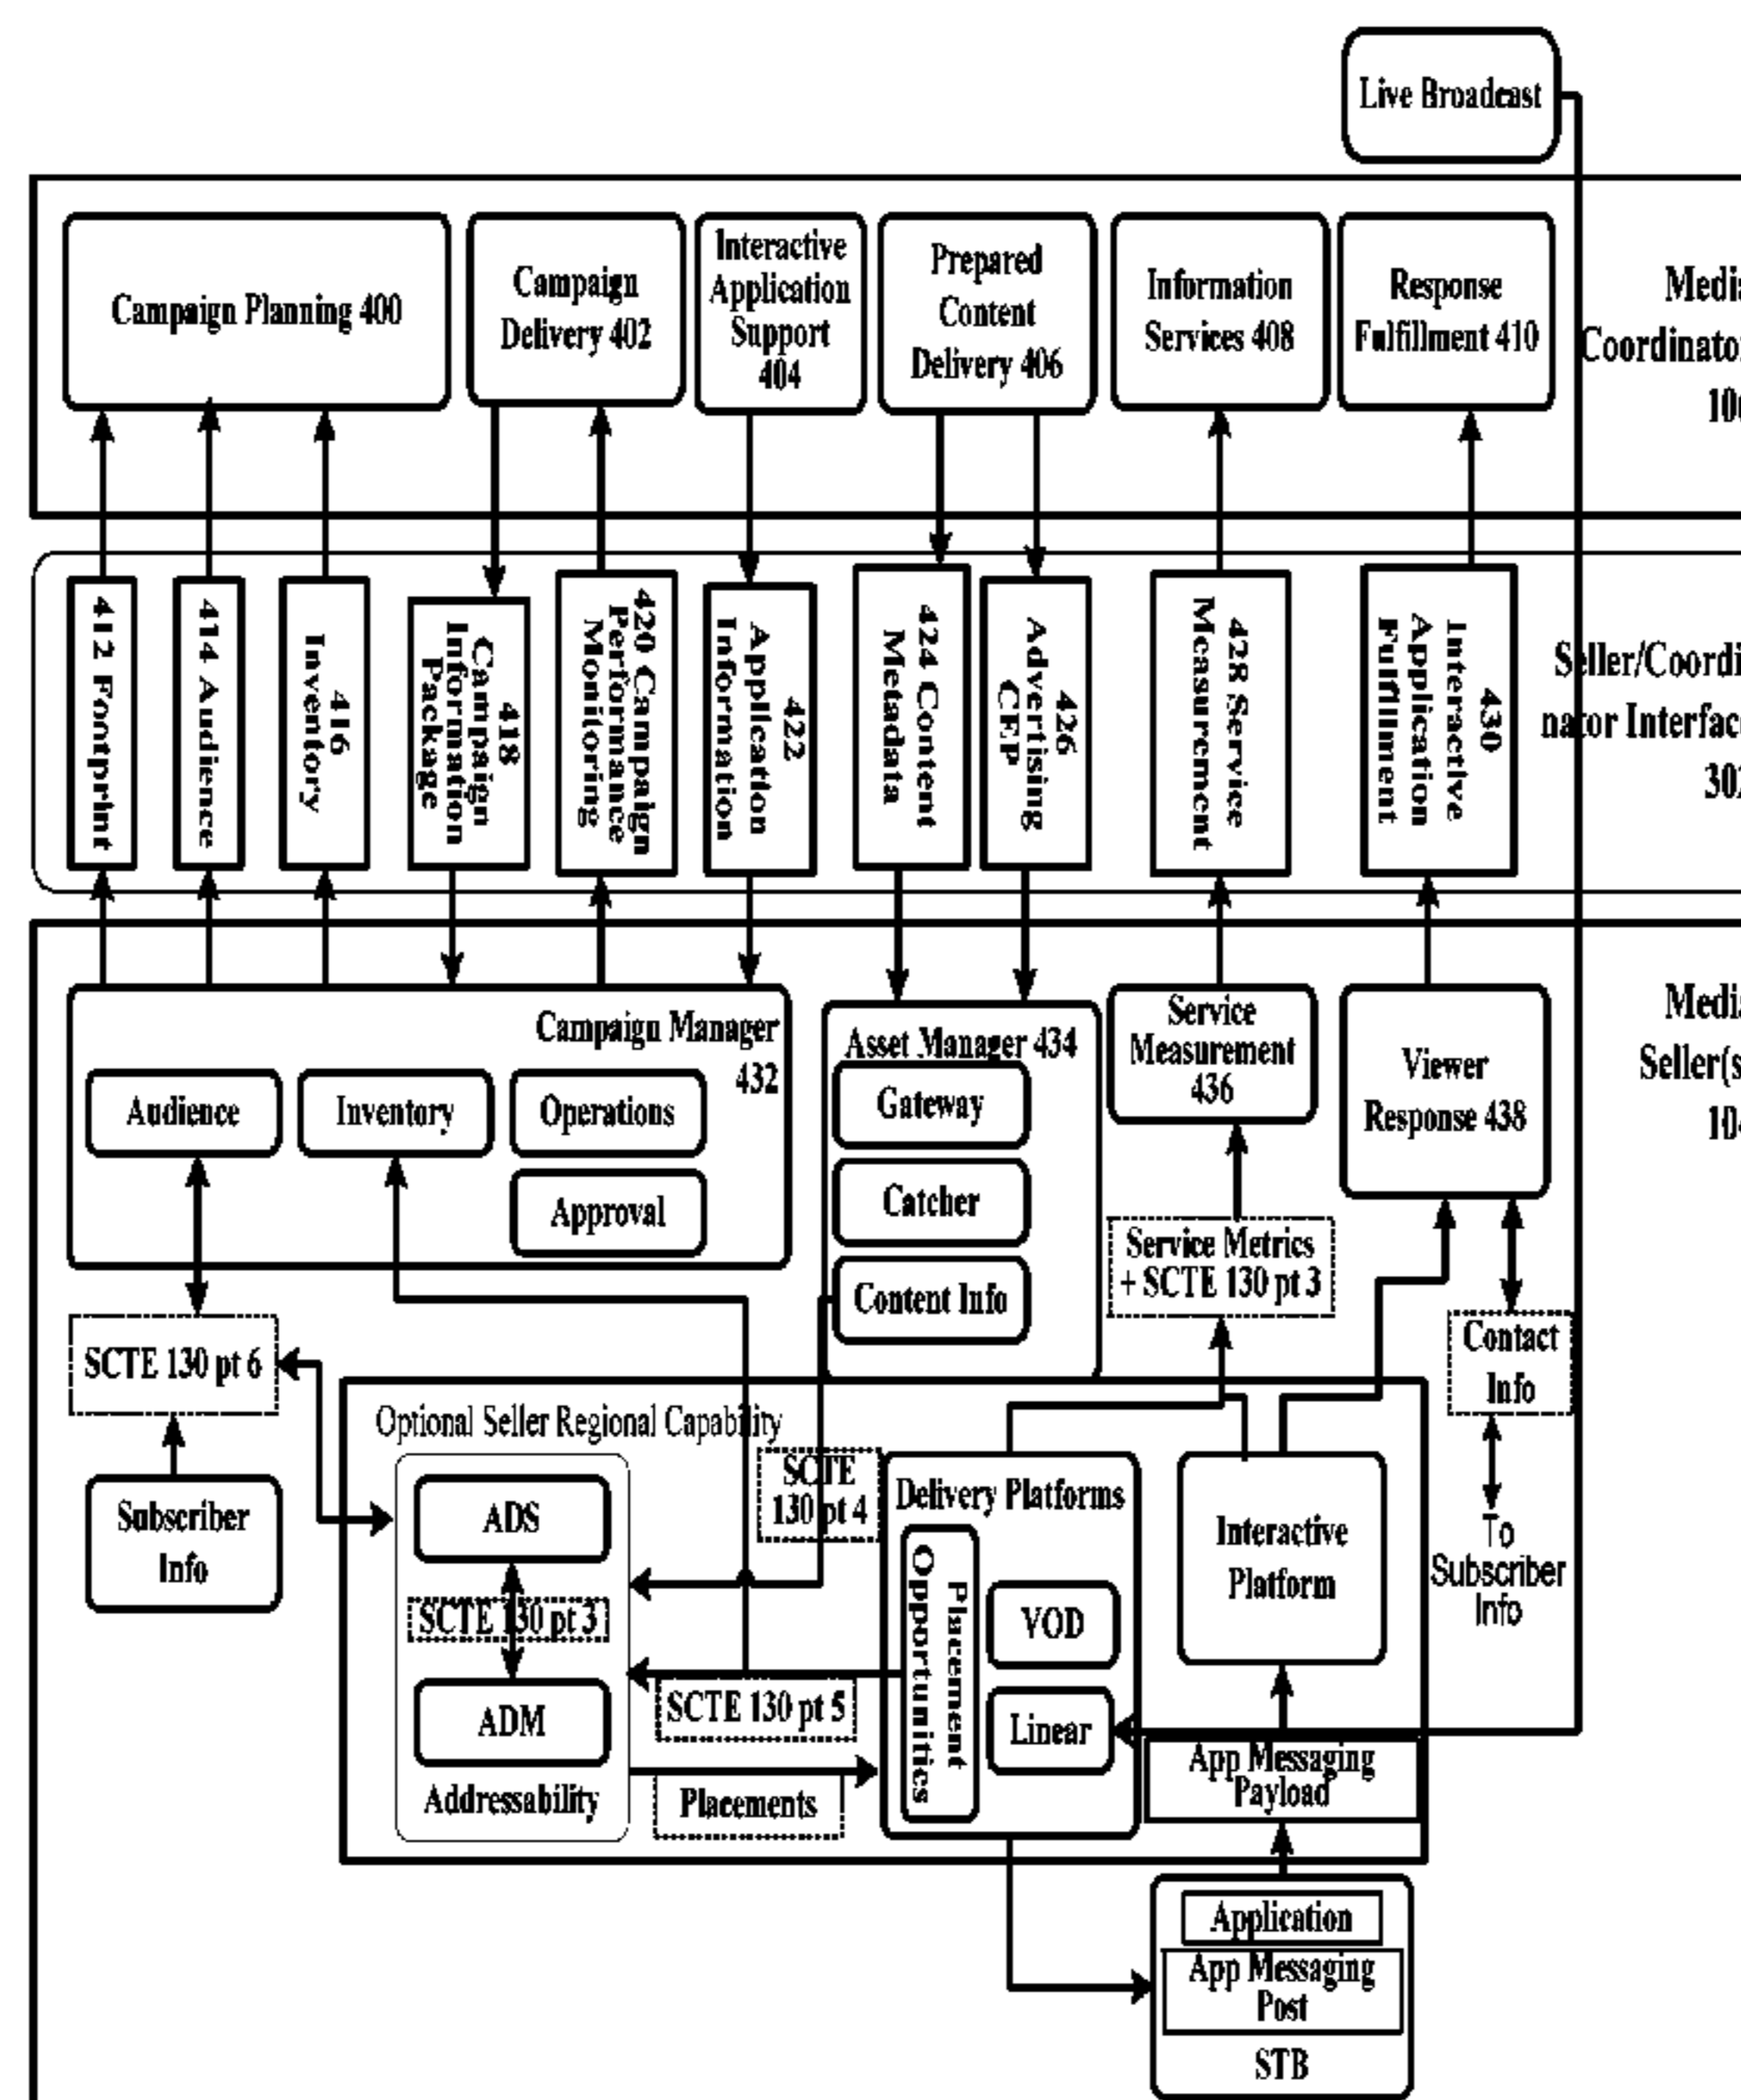 Live Broadcast
Campaign Planning 400
Campaign
Delivery 402
Interactive
Application
Support
404
Prepared
Content
Delivery 406
Information
Services 408
Response
Fulfillment 410
412 Footprint
414 Audience
416
Inventory
418
Campaign
Information
Package
420 Campaign
Performance
Monitoring
422
Application
Information
424 Content
Metadata
426
Advertising
CEP
428 Service
Measurement
430
Interactive
Application
Fulfillment
Seller/Coordi
nator Interface
Campaign Manager
432
Audience
Inventory
Operations
Approval
Asset Manager 434
Gateway
Catcher
Content Info
Service
Measurement
436
Viewer
Response 438
Service Metrics
+ SCTE 130 pt 3
SCTE 130 pt 6
Contact
Info
Subscriber
Info
Optional Seller Regional Capability
ADS
SCTE 130 pt 3
ADM
Addressability
SCTE
130 pt 4
SCTE 130 pt 5
Placements
Delivery Platforms
Placement
Opportunities
VOD
Linear
Interactive
Platform
To
Subscriber
Info
App Messaging
Payload
Application
App Messaging
Post
STB